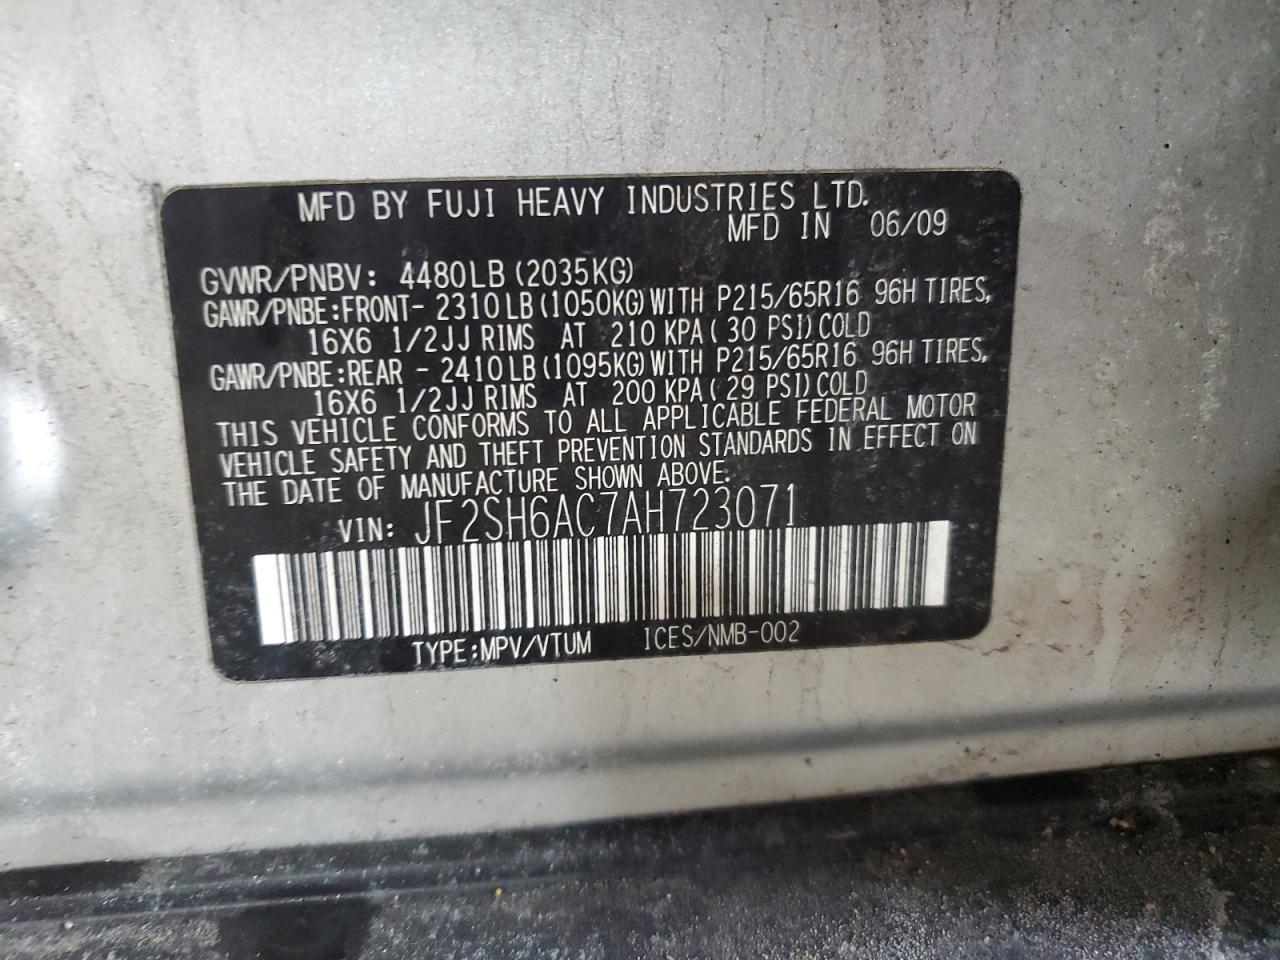 MFD BY FUJI HEAVY INDUSTRIES LTD.
MFD IN 06/09
GVWR/PNBV: 4480LB (2035KG)
GAWR/PNBE:FRONT- 2310LB (1050KG) WITH P215/65R16 96H TIRES,
16X6 1/2JJ RIMS AT 210 KPA ( 30 PSI) COLD
GAWR/PNBE:REAR - 2410LB (1095KG) WITH P215/65R16 96H TIRES,
16X6 1/2JJ RIMS AT 200 KPA ( 29 PSI) COLD
THIS VEHICLE CONFORMS TO ALL APPLICABLE FEDERAL MOTOR
VEHICLE SAFETY AND THEFT PREVENTION STANDARDS IN EFFECT ON
THE DATE OF MANUFACTURE SHOWN ABOVE.
VIN: JF2SH6AC7AH723071
TYPE:MPV/VTUM ICES/NMB-002